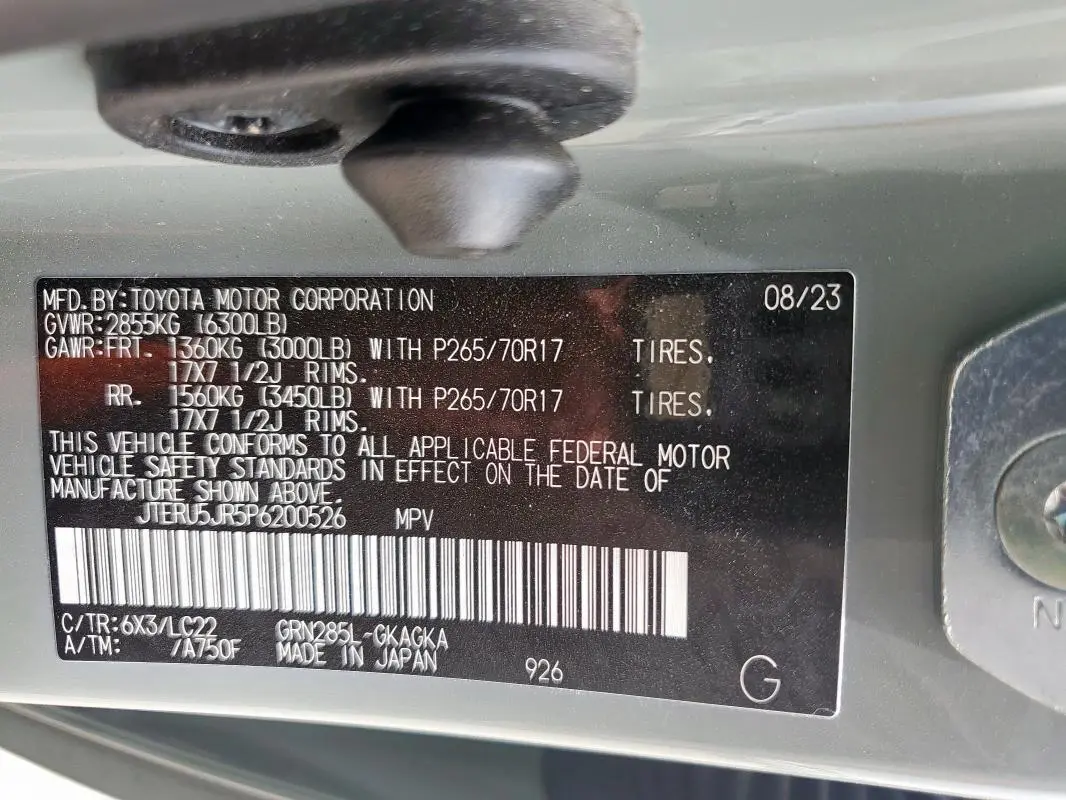 MFD. BY: TOYOTA MOTOR CORPORATION 08/23
GVWR: 2855KG (6300LB)
GAWR: FRT. 1360KG (3000LB) WITH P265/70R17 TIRES.
17X7 1/2J RIMS.
RR. 1560KG (3450LB) WITH P265/70R17 TIRES.
17X7 1/2J RIMS.
THIS VEHICLE CONFORMS TO ALL APPLICABLE FEDERAL MOTOR
VEHICLE SAFETY STANDARDS IN EFFECT ON THE DATE OF
MANUFACTURE SHOWN ABOVE.
JTERU5JR5P6200526 MPV
C/TR: 6X3/LC22 GRN285L-GKAGKA
A/TM: /A750F MADE IN JAPAN 926 G
N